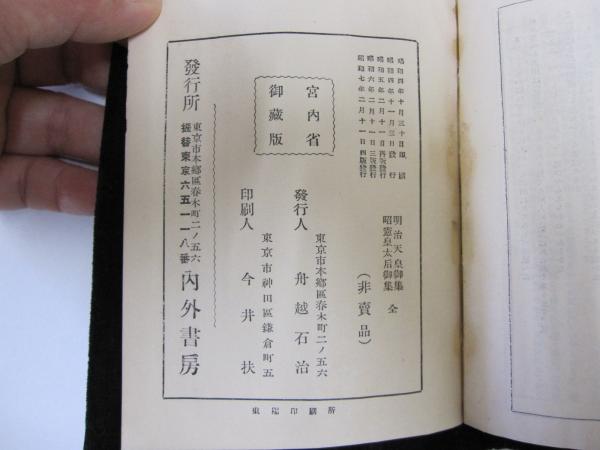 昭和四年十月三十日印刷
昭和四年十一月三日發行
昭和五年二月十一日再版發行
昭和六年二月十一日三版發行
昭和七年二月十一日四版發行
明治天皇御集
昭憲皇太后御集
全
(非賣品)
宮内省
御藏版
東京市本郷區春木町二ノ五六
發行人 舟越石治
東京市神田區鎌倉町五
印刷人 今井扶
發行所
東京市本郷區春木町二ノ五六
振替東京六五一一八番
内外書房
東陽印刷所